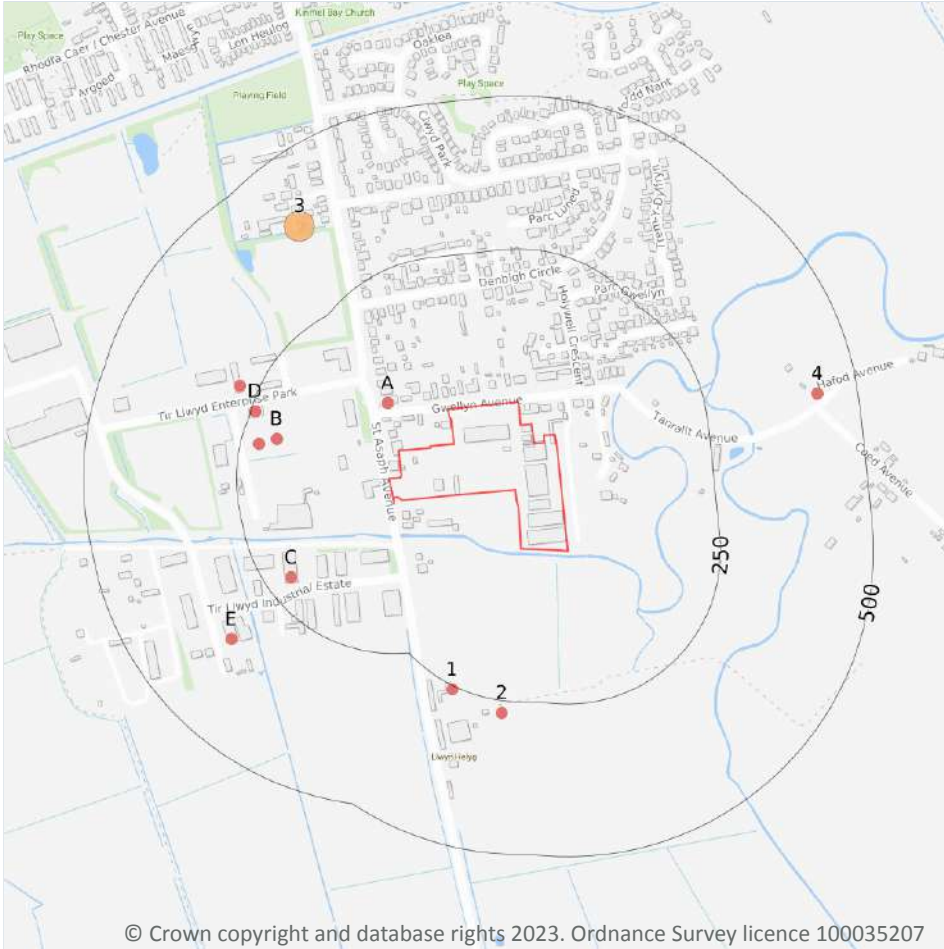 Kinmel Bay Church
Play Space
Rhodfa Caer / Chester Avenue
Lon Heulog
Maes
Argoed
Oaklea
Play Space
Playing Field
Clwyd Park
3
Parc Luned
Denbigh Circle
Parc Gwellyn
Holywell Crescent
4
Hafod Avenue
A
D
Tir Llwyd Enterprise Park
B
Gwellyn Avenue
St Asaph Avenue
Tanrallt Avenue
Coed Avenue
250
C
Tir Llwyd Industrial Estate
500
E
1
2
Llwyn Helyg
© Crown copyright and database rights 2023. Ordnance Survey licence 100035207